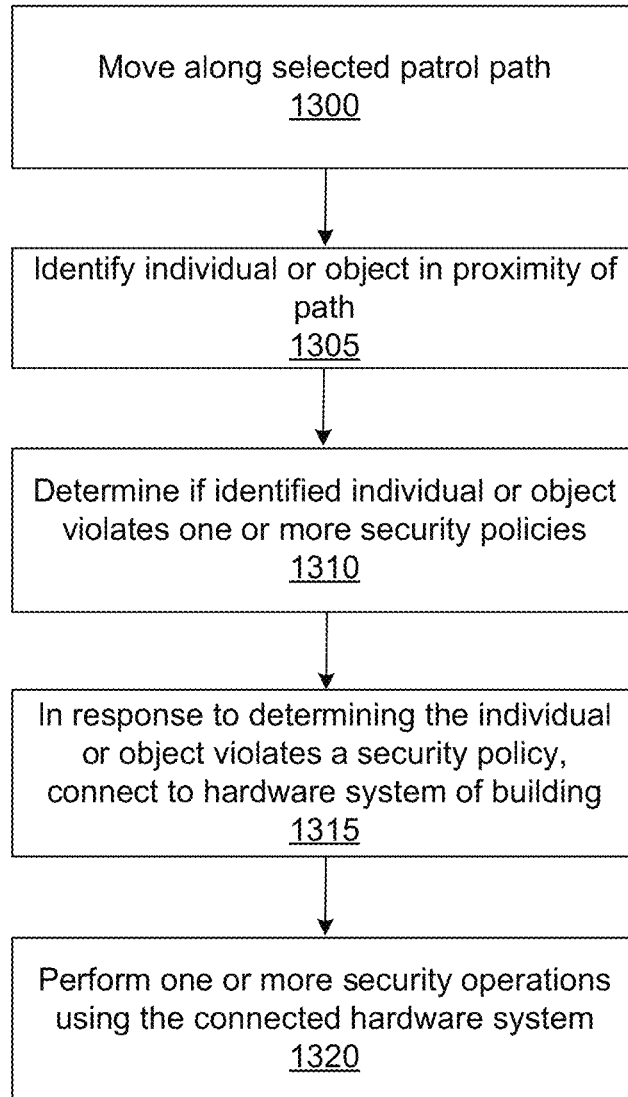 Move along selected patrol path
1300
Identify individual or object in proximity of
path
1305
Determine if identified individual or object
violates one or more security policies
1310
In response to determining the individual
or object violates a security policy,
connect to hardware system of building
1315
Perform one or more security operations
using the connected hardware system
1320